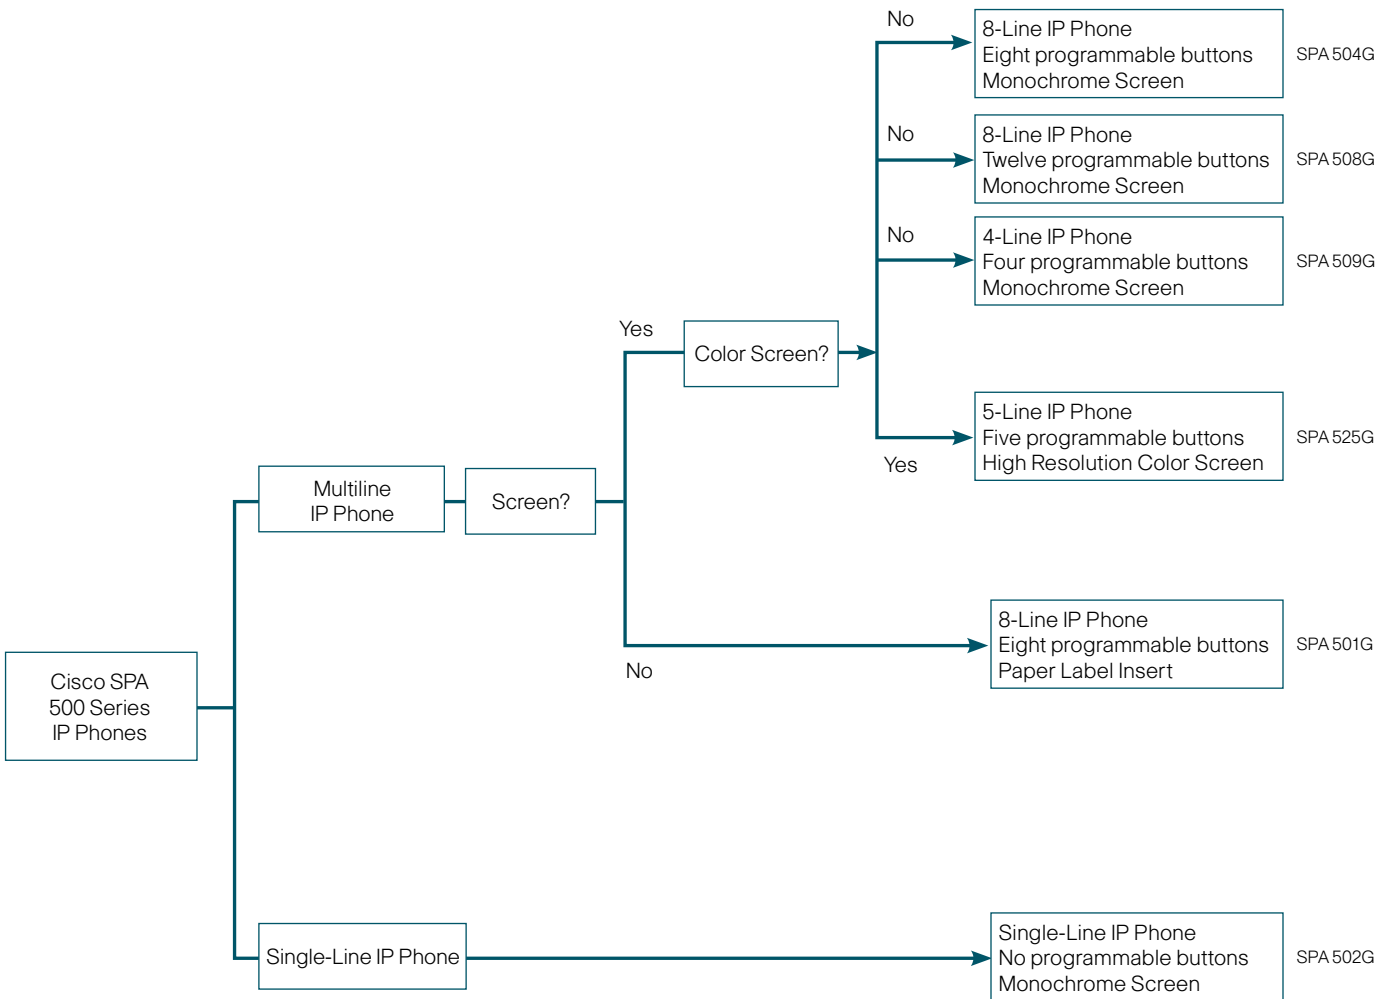 No
8-Line IP Phone
Eight programmable buttons
Monochrome Screen
SPA 504G
No
8-Line IP Phone
Twelve programmable buttons
Monochrome Screen
SPA 508G
No
4-Line IP Phone
Four programmable buttons
Monochrome Screen
SPA 509G
Yes
Color Screen?
5-Line IP Phone
Five programmable buttons
High Resolution Color Screen
SPA 525G
Yes
Multiline
IP Phone
Screen?
8-Line IP Phone
Eight programmable buttons
Paper Label Insert
SPA 501G
No
Cisco SPA
500 Series
IP Phones
Single-Line IP Phone
Single-Line IP Phone
No programmable buttons
Monochrome Screen
SPA 502G